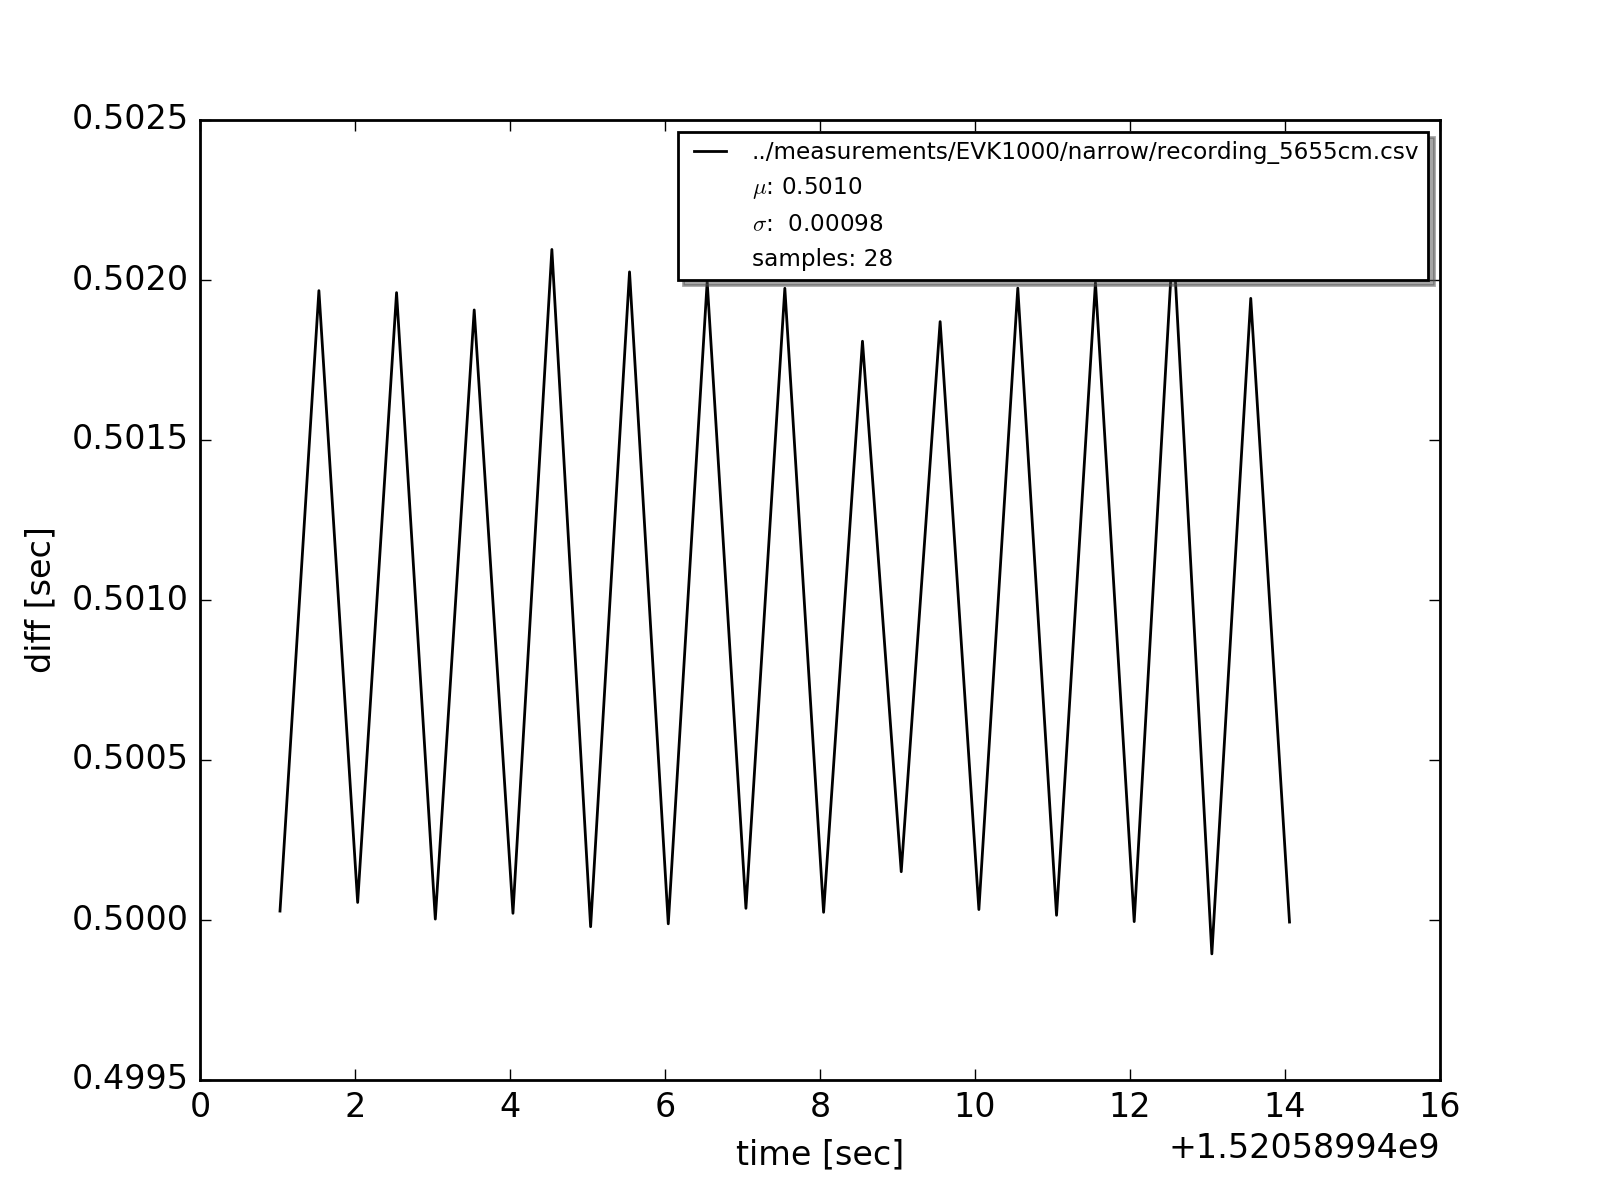 0.5025
0.5020
0.5015
0.5010
0.5005
0.5000
0.4995
diff [sec]
../measurements/EVK1000/narrow/recording_5655cm.csv
μ: 0.5010
σ: 0.00098
samples: 28
0 2 4 6 8 10 12 14 16
time [sec]
+1.52058994e9